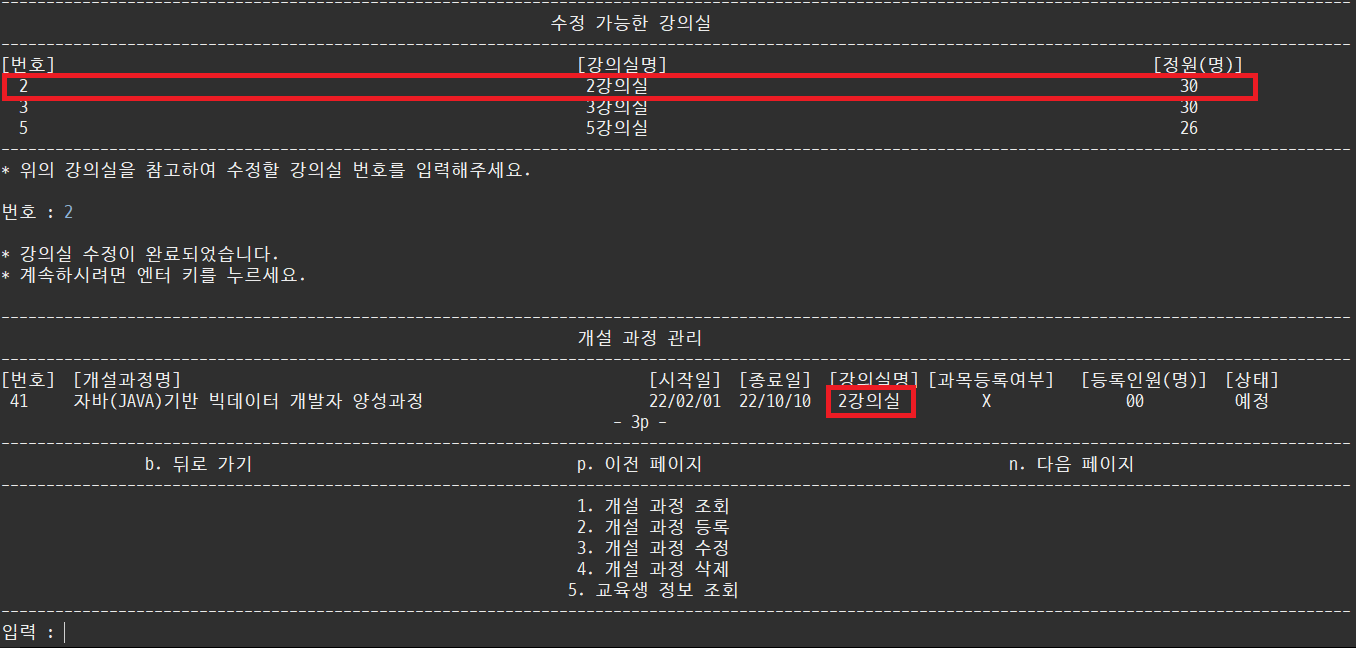 수정 가능한 강의실
[번호] [강의실명] [정원(명)]
2 2강의실 30
3 3강의실 30
5 5강의실 26
* 위의 강의실을 참고하여 수정할 강의실 번호를 입력해주세요.
번호 : 2
* 강의실 수정이 완료되었습니다.
* 계속하시려면 엔터 키를 누르세요.
개설 과정 관리
[번호] [개설과정명] [시작일] [종료일] [강의실명] [과목등록여부] [등록인원(명)] [상태]
41 자바(JAVA)기반 빅데이터 개발자 양성과정 22/02/01 22/10/10 2강의실 X 00 예정
- 3p -
b. 뒤로 가기 p. 이전 페이지 n. 다음 페이지
1. 개설 과정 조회
2. 개설 과정 등록
3. 개설 과정 수정
4. 개설 과정 삭제
5. 교육생 정보 조회
입력 :